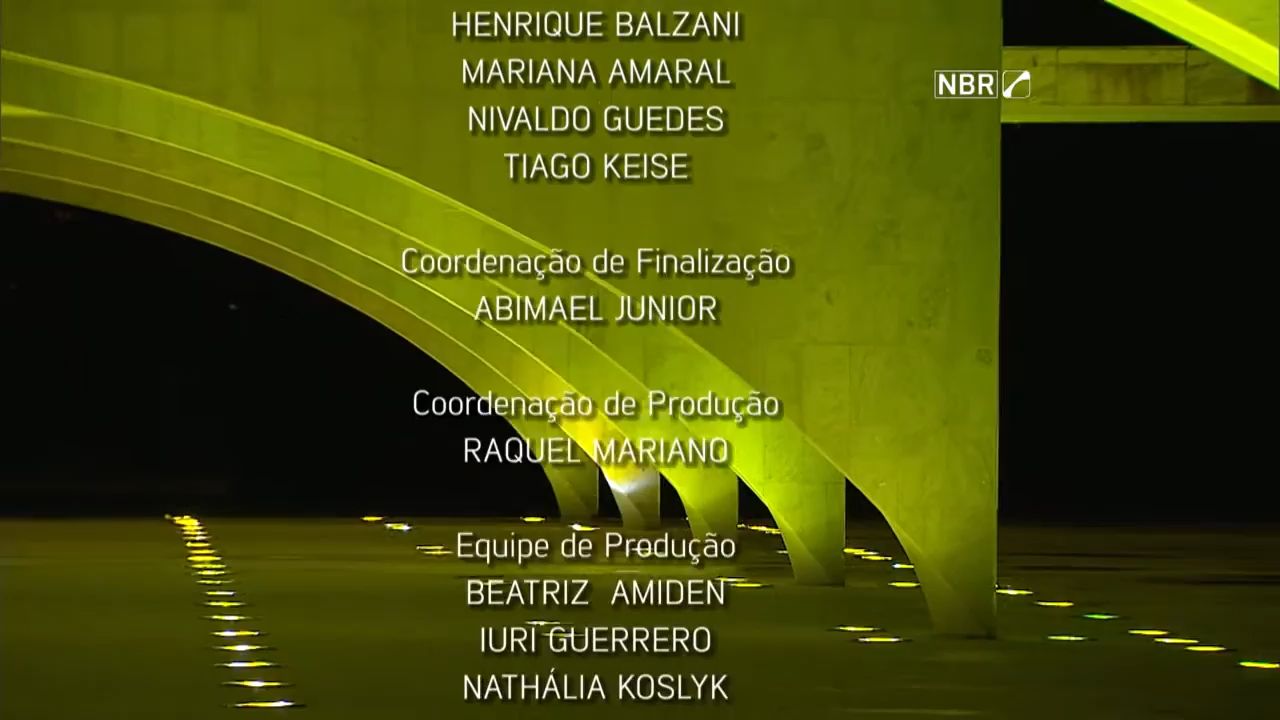 HENRIQUE BALZANI
MARIANA AMARAL
NBR
NIVALDO GUEDES
TIAGO KEISE
Coordenação de Finalização
ABIMAEL JUNIOR
Coordenação de Produção
RAQUEL MARIANO
Equipe de Produção
BEATRIZ AMIDEN
IURI GUERRERO
NATHÁLIA KOSLYK